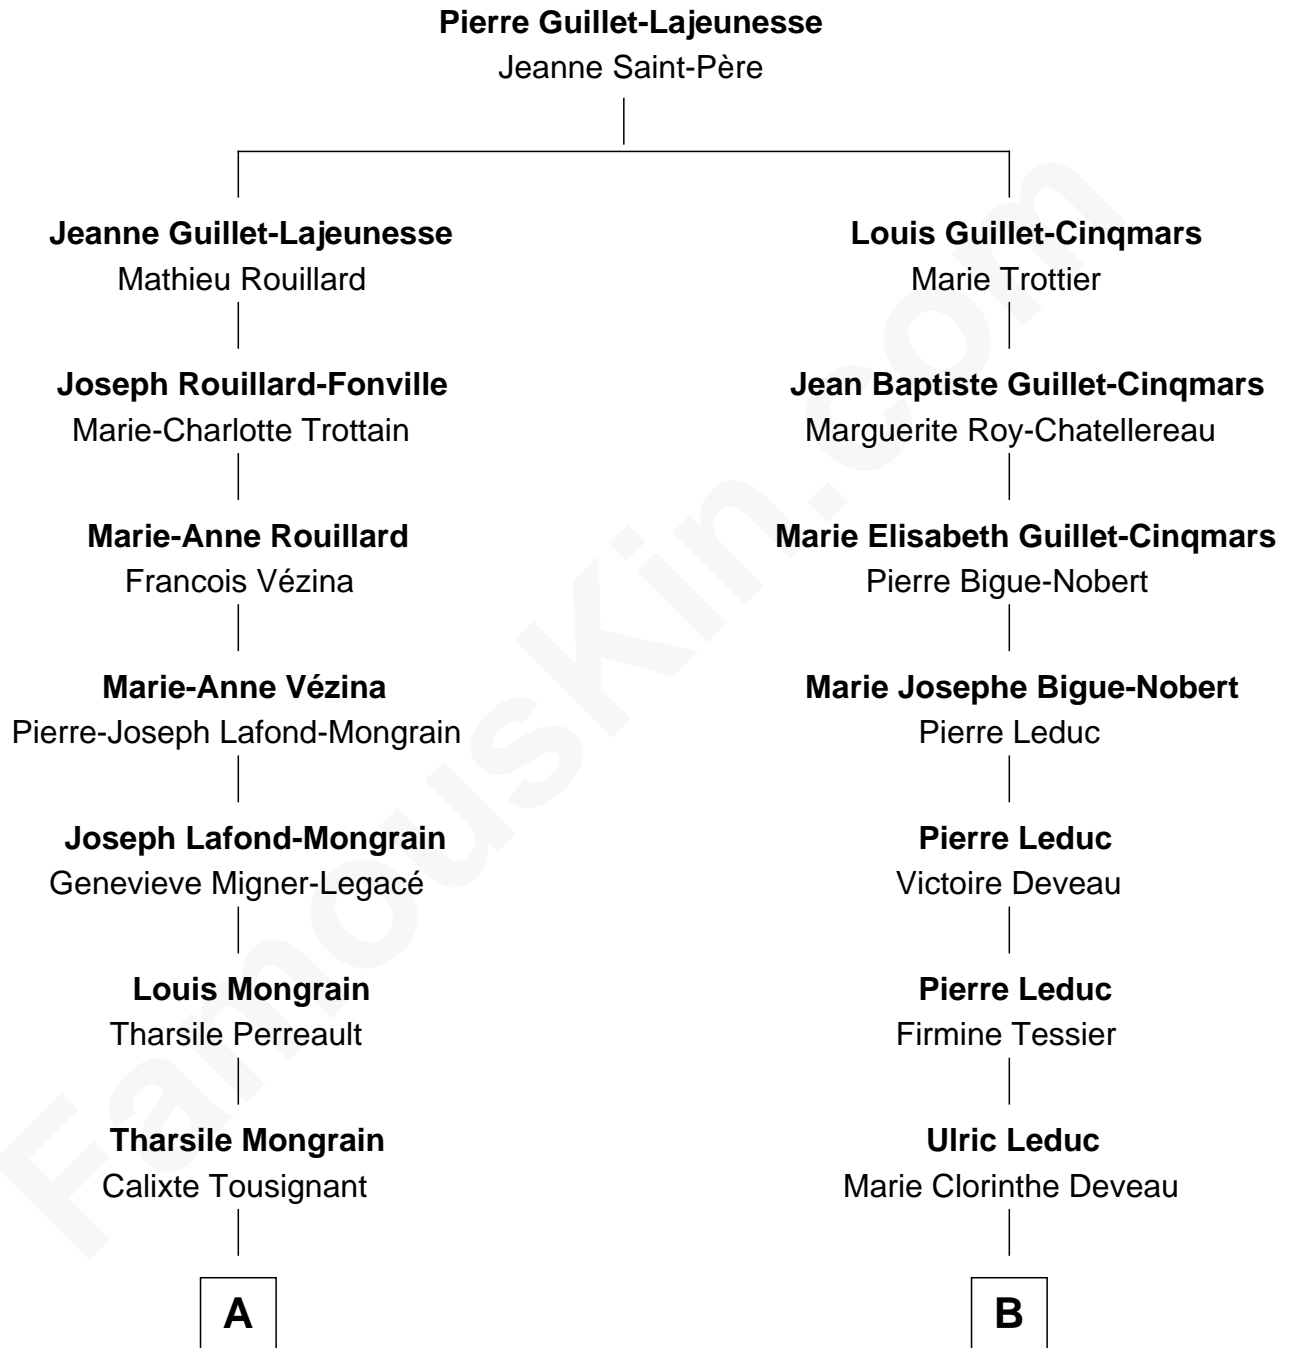 Pierre Guillet-Lajeunesse
Jeanne Saint-Père
Jeanne Guillet-Lajeunesse
Mathieu Rouillard
Joseph Rouillard-Fonville
Marie-Charlotte Trottain
Marie-Anne Rouillard
Francois Vézina
Marie-Anne Vézina
Pierre-Joseph Lafond-Mongrain
Joseph Lafond-Mongrain
Genevieve Migner-Legacé
Louis Mongrain
Tharsile Perreault
Tharsile Mongrain
Calixte Tousignant
A
Louis Guillet-Cinqmars
Marie Trottier
Jean Baptiste Guillet-Cinqmars
Marguerite Roy-Chatellereau
Marie Elisabeth Guillet-Cinqmars
Pierre Bigue-Nobert
Marie Josephe Bigue-Nobert
Pierre Leduc
Pierre Leduc
Victoire Deveau
Pierre Leduc
Firmine Tessier
Ulric Leduc
Marie Clorinthe Deveau
B
FamousKin.com